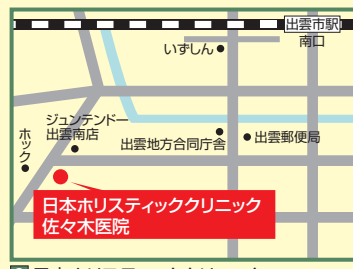 出雲市駅
南口
いずしん
ジュンテンドー
出雲南店
ホック
出雲地方合同庁舎
出雲郵便局
日本ホリスティッククリニック
佐々木医院